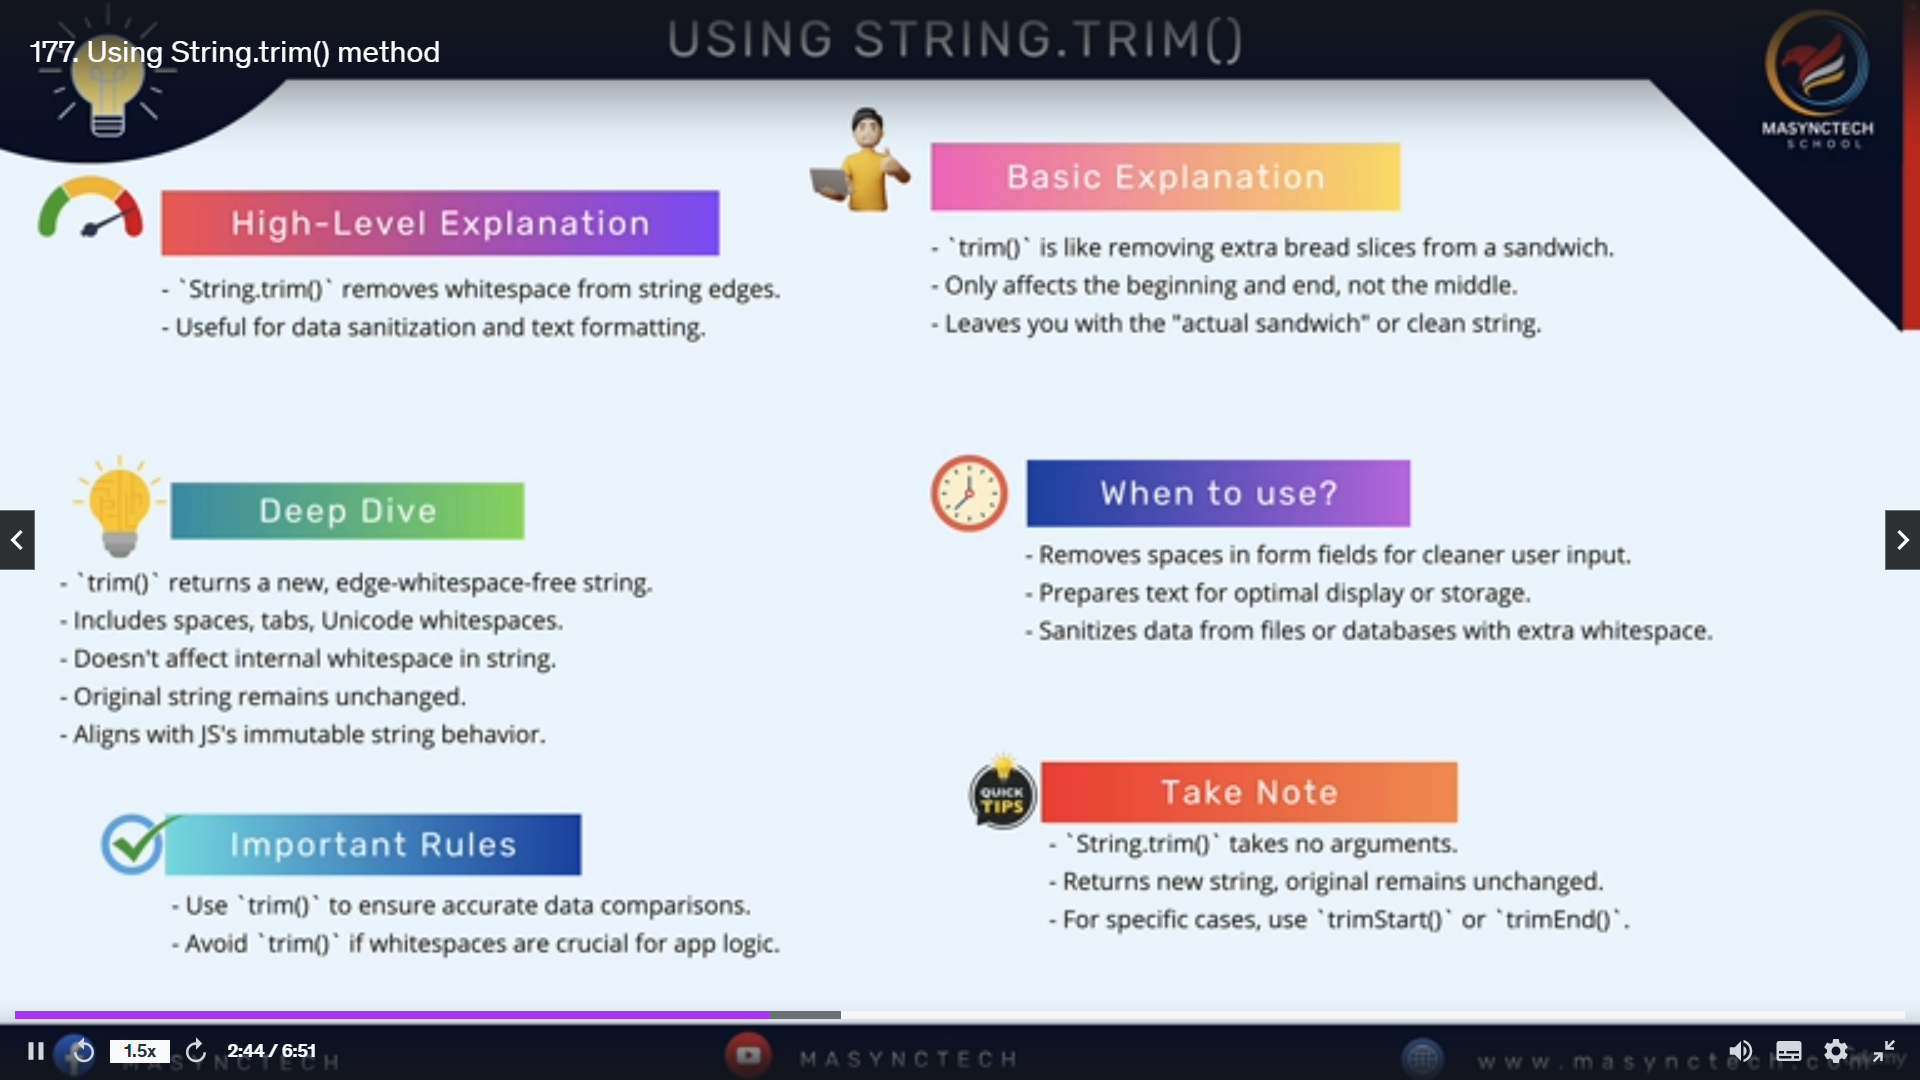 USING STRING.TRIM()
177. Using String.trim() method
MASYNCTECH
SCHOOL
High-Level Explanation
- `String.trim()` removes whitespace from string edges.
- Useful for data sanitization and text formatting.
Basic Explanation
- `trim()` is like removing extra bread slices from a sandwich.
- Only affects the beginning and end, not the middle.
- Leaves you with the "actual sandwich" or clean string.
Deep Dive
- `trim()` returns a new, edge-whitespace-free string.
- Includes spaces, tabs, Unicode whitespaces.
- Doesn't affect internal whitespace in string.
- Original string remains unchanged.
- Aligns with JS's immutable string behavior.
When to use?
- Removes spaces in form fields for cleaner user input.
- Prepares text for optimal display or storage.
- Sanitizes data from files or databases with extra whitespace.
Important Rules
- Use `trim()` to ensure accurate data comparisons.
- Avoid `trim()` if whitespaces are crucial for app logic.
QUICK
TIPS
Take Note
- `String.trim()` takes no arguments.
- Returns new string, original remains unchanged.
- For specific cases, use `trimStart()` or `trimEnd()`.
1.5x
2:44 / 6:51
MASYNCTECH
MASYNCTECH
www.masynctech.com